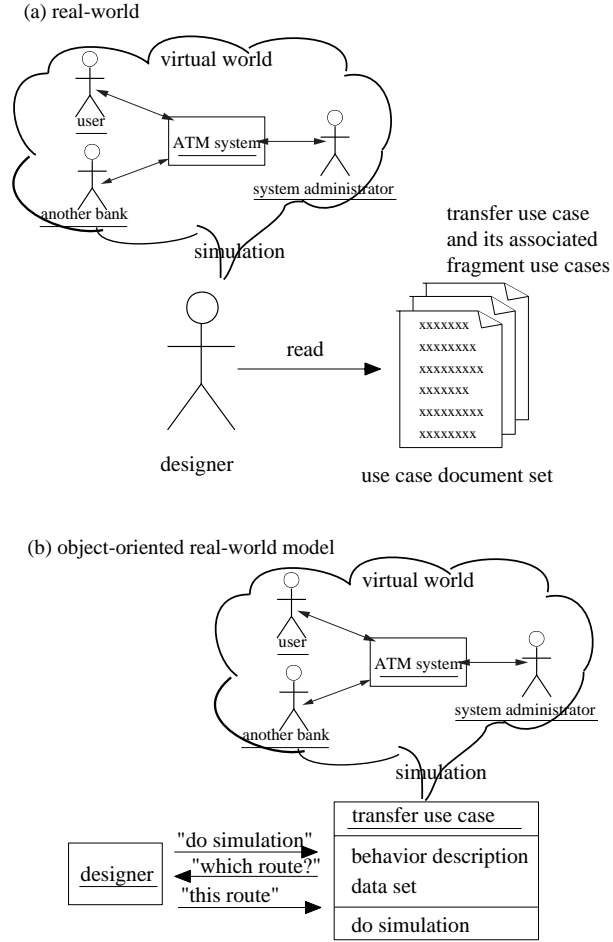 (a) real-world
virtual world
user
ATM system
another bank
system administrator
simulation
transfer use case
and its associated
fragment use cases
xxxxxxx
xxxxxxxx
xxxxxxxxx
xxxxxxx
xxxxxxxxx
xxxxxxxx
read
designer
use case document set
(b) object-oriented real-world model
virtual world
user
ATM system
another bank
system administrator
simulation
transfer use case
behavior description
data set
do simulation
designer
"do simulation"
"which route?"
"this route"